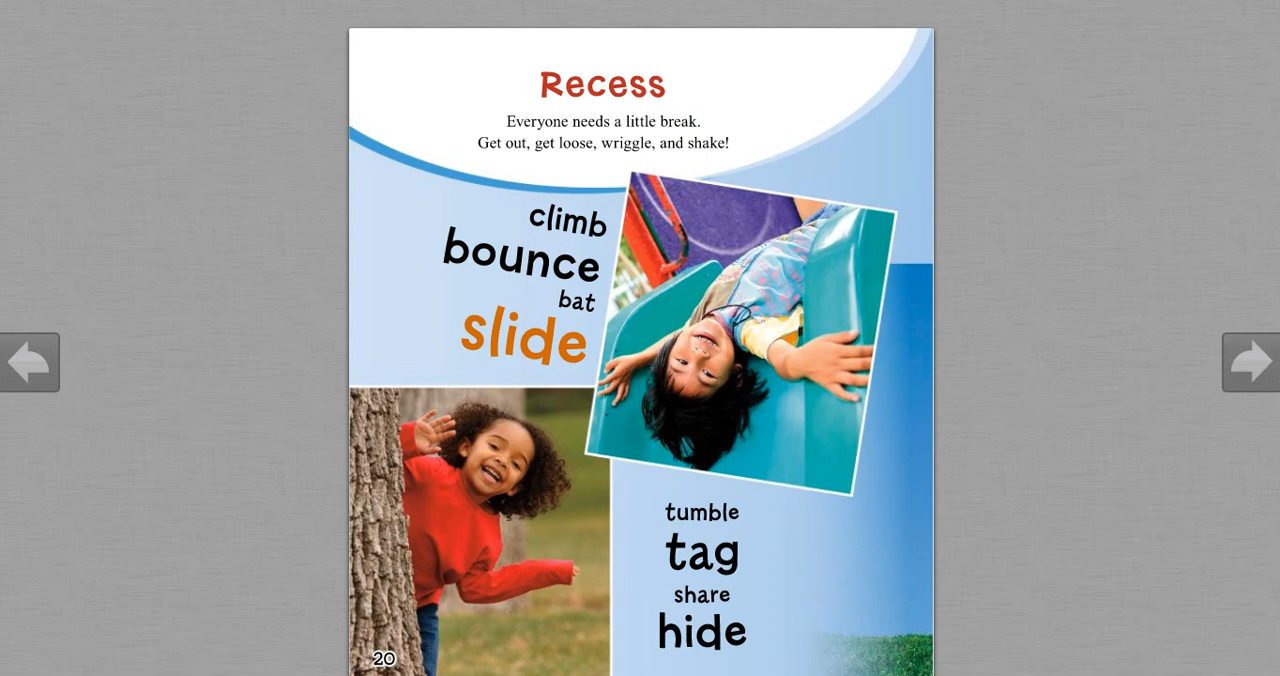 Recess
Everyone needs a little break.
Get out, get loose, wriggle, and shake!
climb
bounce
bat
slide
tumble
tag
share
hide
20